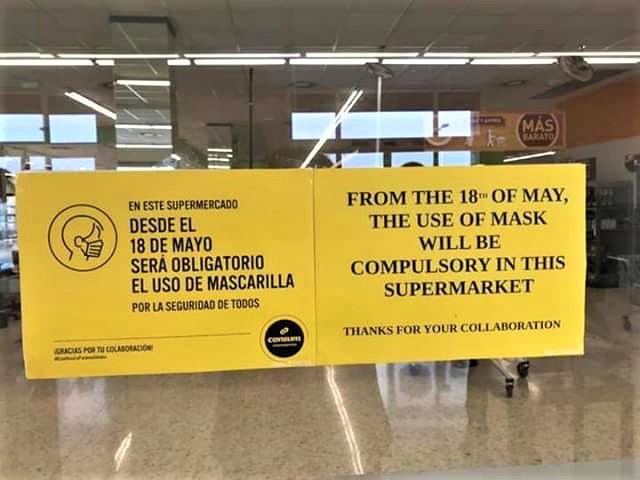 MÁS
BARATO
EN ESTE SUPERMERCADO
DESDE EL
18 DE MAYO
SERÁ OBLIGATORIO
EL USO DE MASCARILLA
POR LA SEGURIDAD DE TODOS
¡GRACIAS POR TU COLABORACIÓN!
consum
FROM THE 18TH OF MAY,
THE USE OF MASK
WILL BE
COMPULSORY IN THIS
SUPERMARKET
THANKS FOR YOUR COLLABORATION